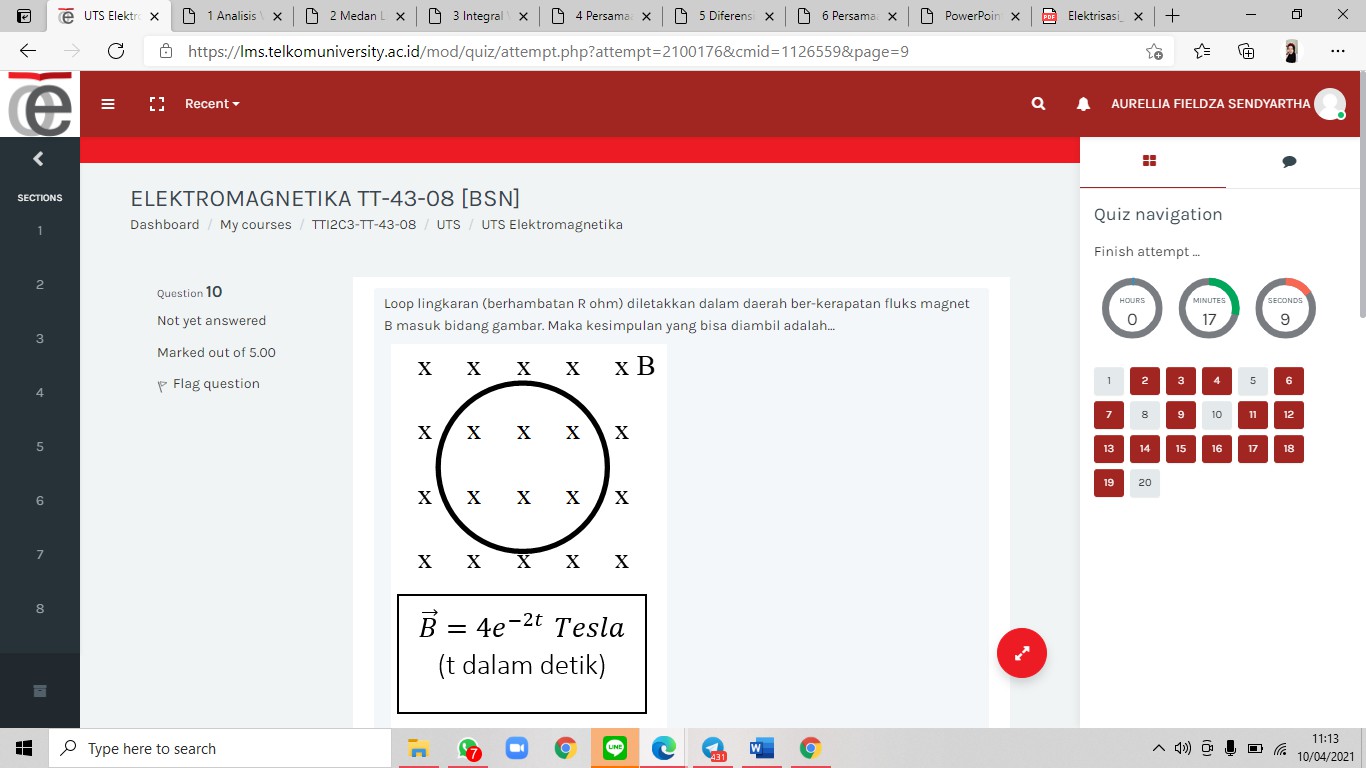 UTS Elektr
1 Analisis
2 Medan L
3 Integral
4 Persama
5 Diferensi
6 Persama
PowerPoin
Elektrisasi_
https://lms.telkomuniversity.ac.id/mod/quiz/attempt.php?attempt=2100176&cmid=1126559&page=9
Recent
AURELLIA FIELDZA SENDYARTHA
SECTIONS
1
2
3
4
5
6
7
8
ELEKTROMAGNETIKA TT-43-08 [BSN]
Dashboard / My courses / TTI2C3-TT-43-08 / UTS / UTS Elektromagnetika
Question 10
Not yet answered
Marked out of 5.00
Flag question
Loop lingkaran (berhambatan R ohm) diletakkan dalam daerah ber-kerapatan fluks magnet
B masuk bidang gambar. Maka kesimpulan yang bisa diambil adalah...
x x x x x B
x x x x x
x x x x x
x x x x x
B⃗ = 4e⁻²ᵗ Tesla
(t dalam detik)
Quiz navigation
Finish attempt ...
HOURS MINUTES SECONDS
0 17 9
1 2 3 4 5 6
7 8 9 10 11 12
13 14 15 16 17 18
19 20
Type here to search
7
431
11:13
10/04/2021